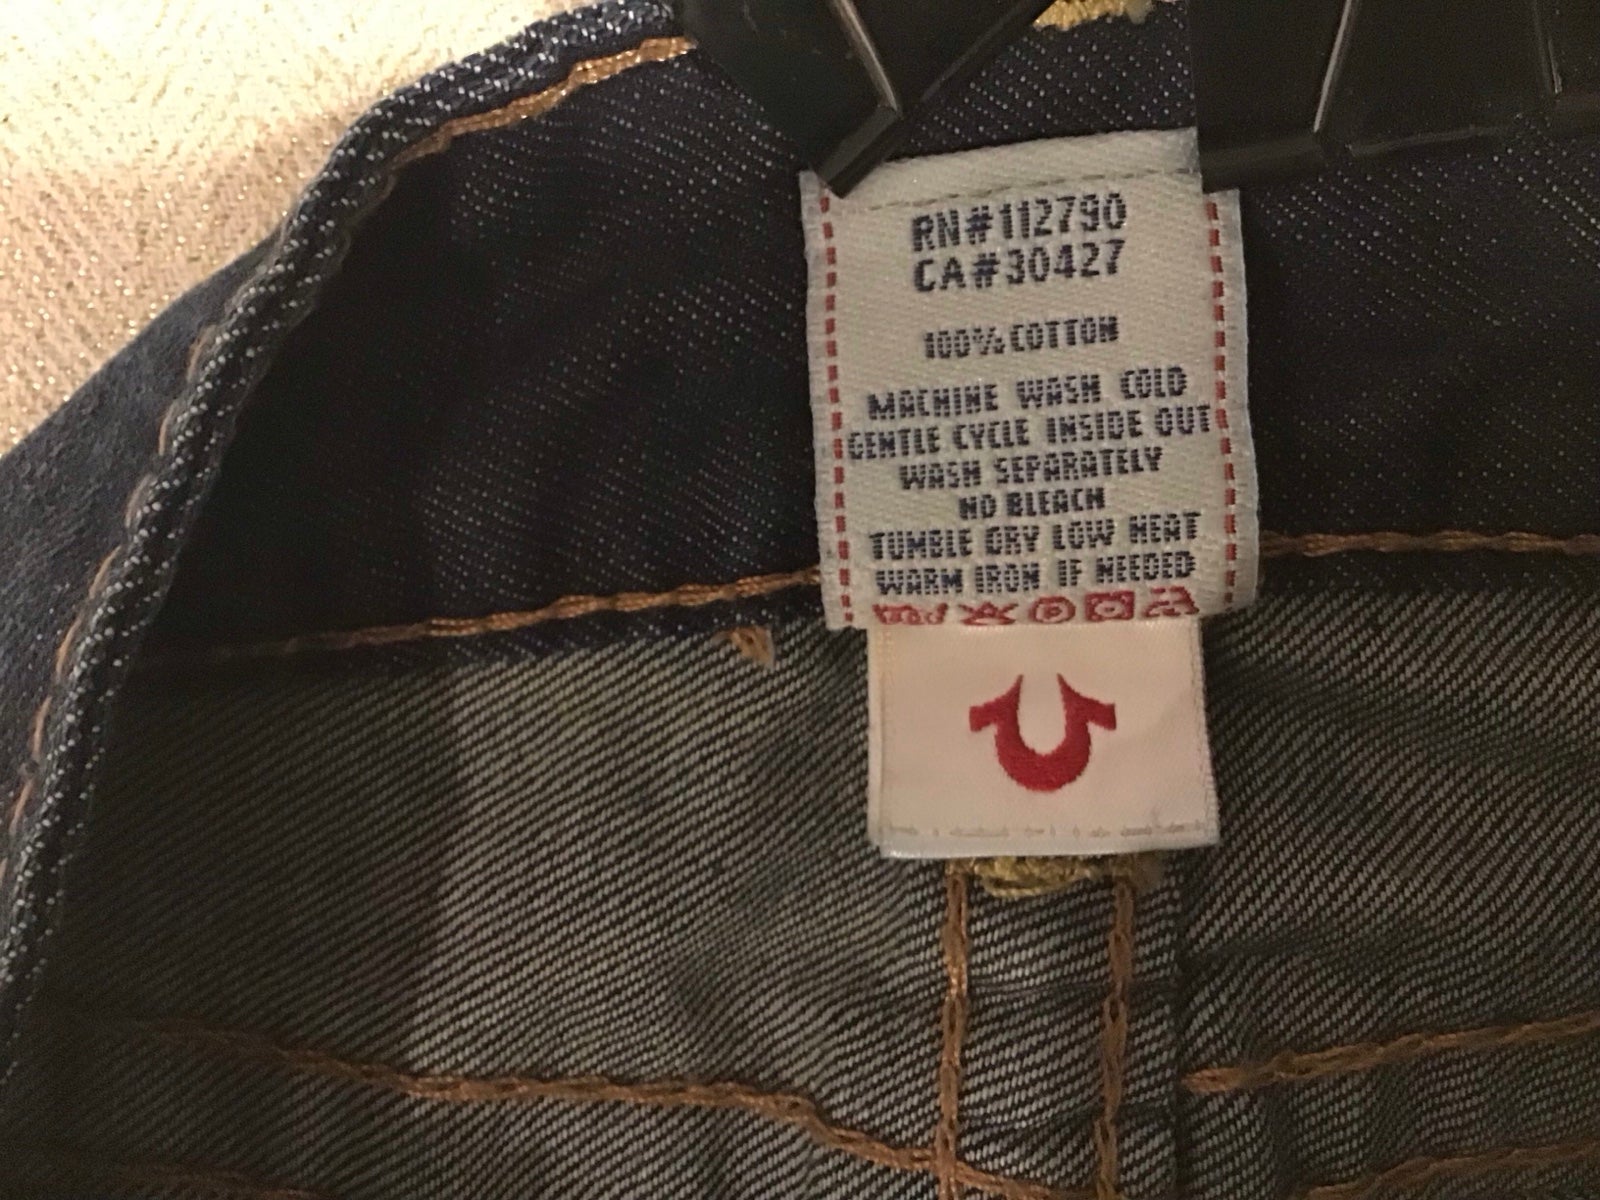 RN#112790
CA#30427
100% COTTON
MACHINE WASH COLD
GENTLE CYCLE INSIDE OUT
WASH SEPARATELY
NO BLEACH
TUMBLE DRY LOW HEAT
WARM IRON IF NEEDED